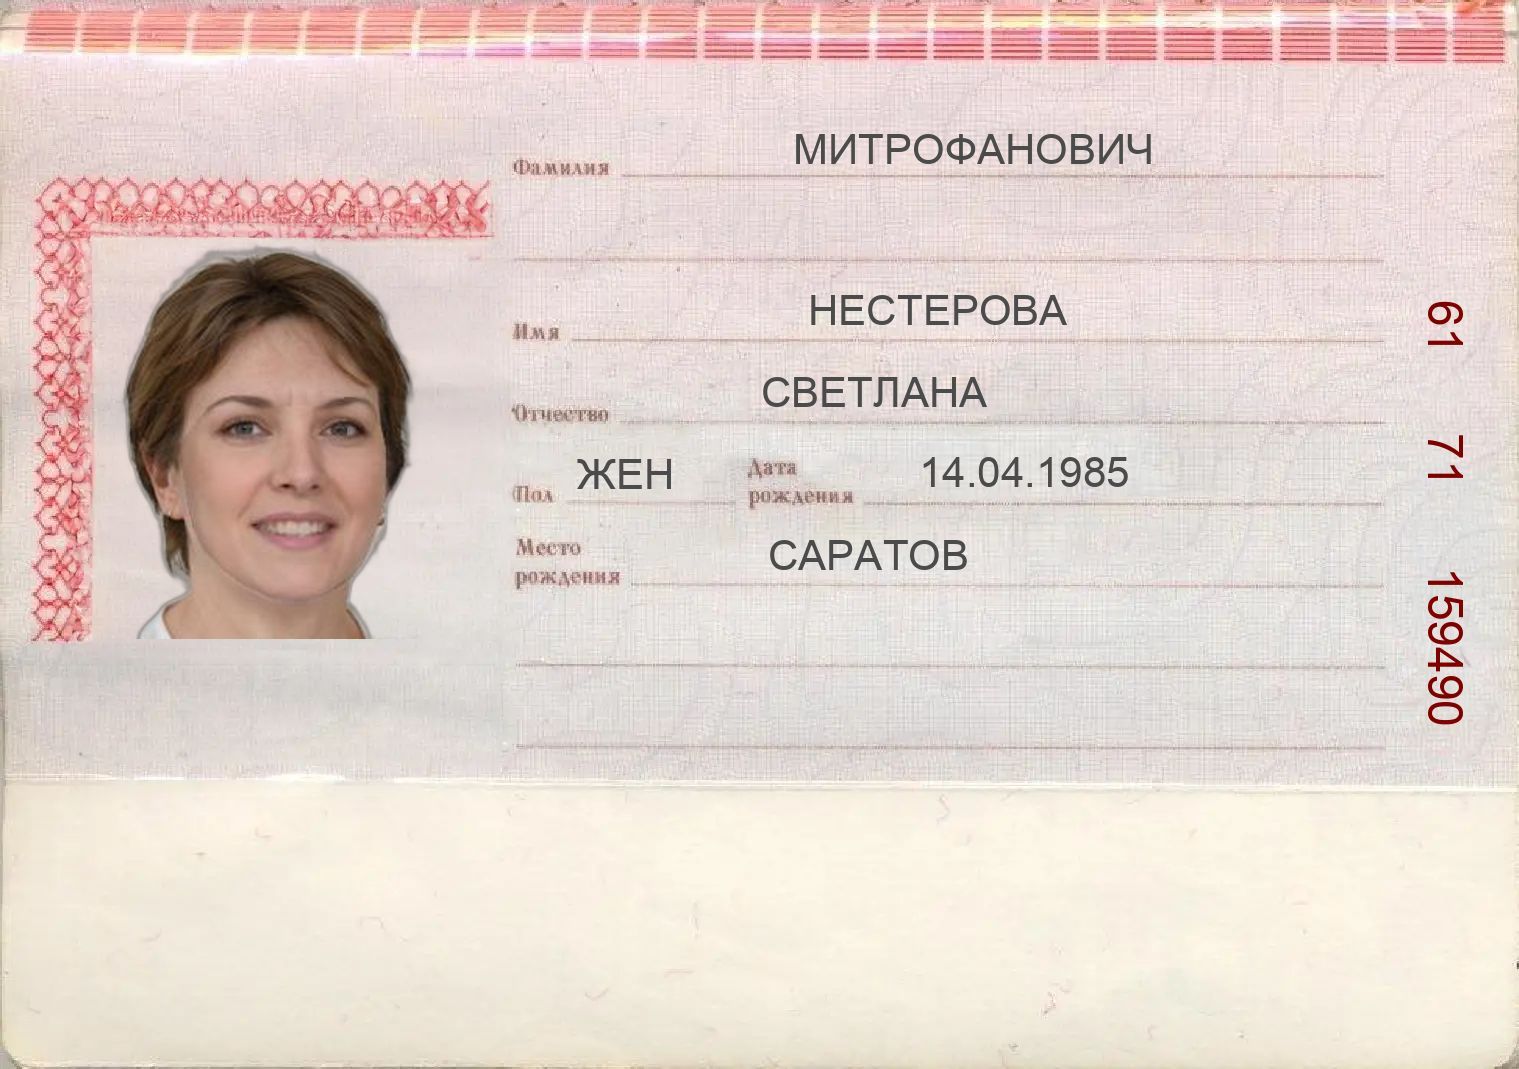 Фамилия МИТРОФАНОВИЧ
Имя НЕСТЕРОВА
Отчество СВЕТЛАНА
Пол ЖЕН Дата рождения 14.04.1985
Место рождения САРАТОВ
61 71 159490